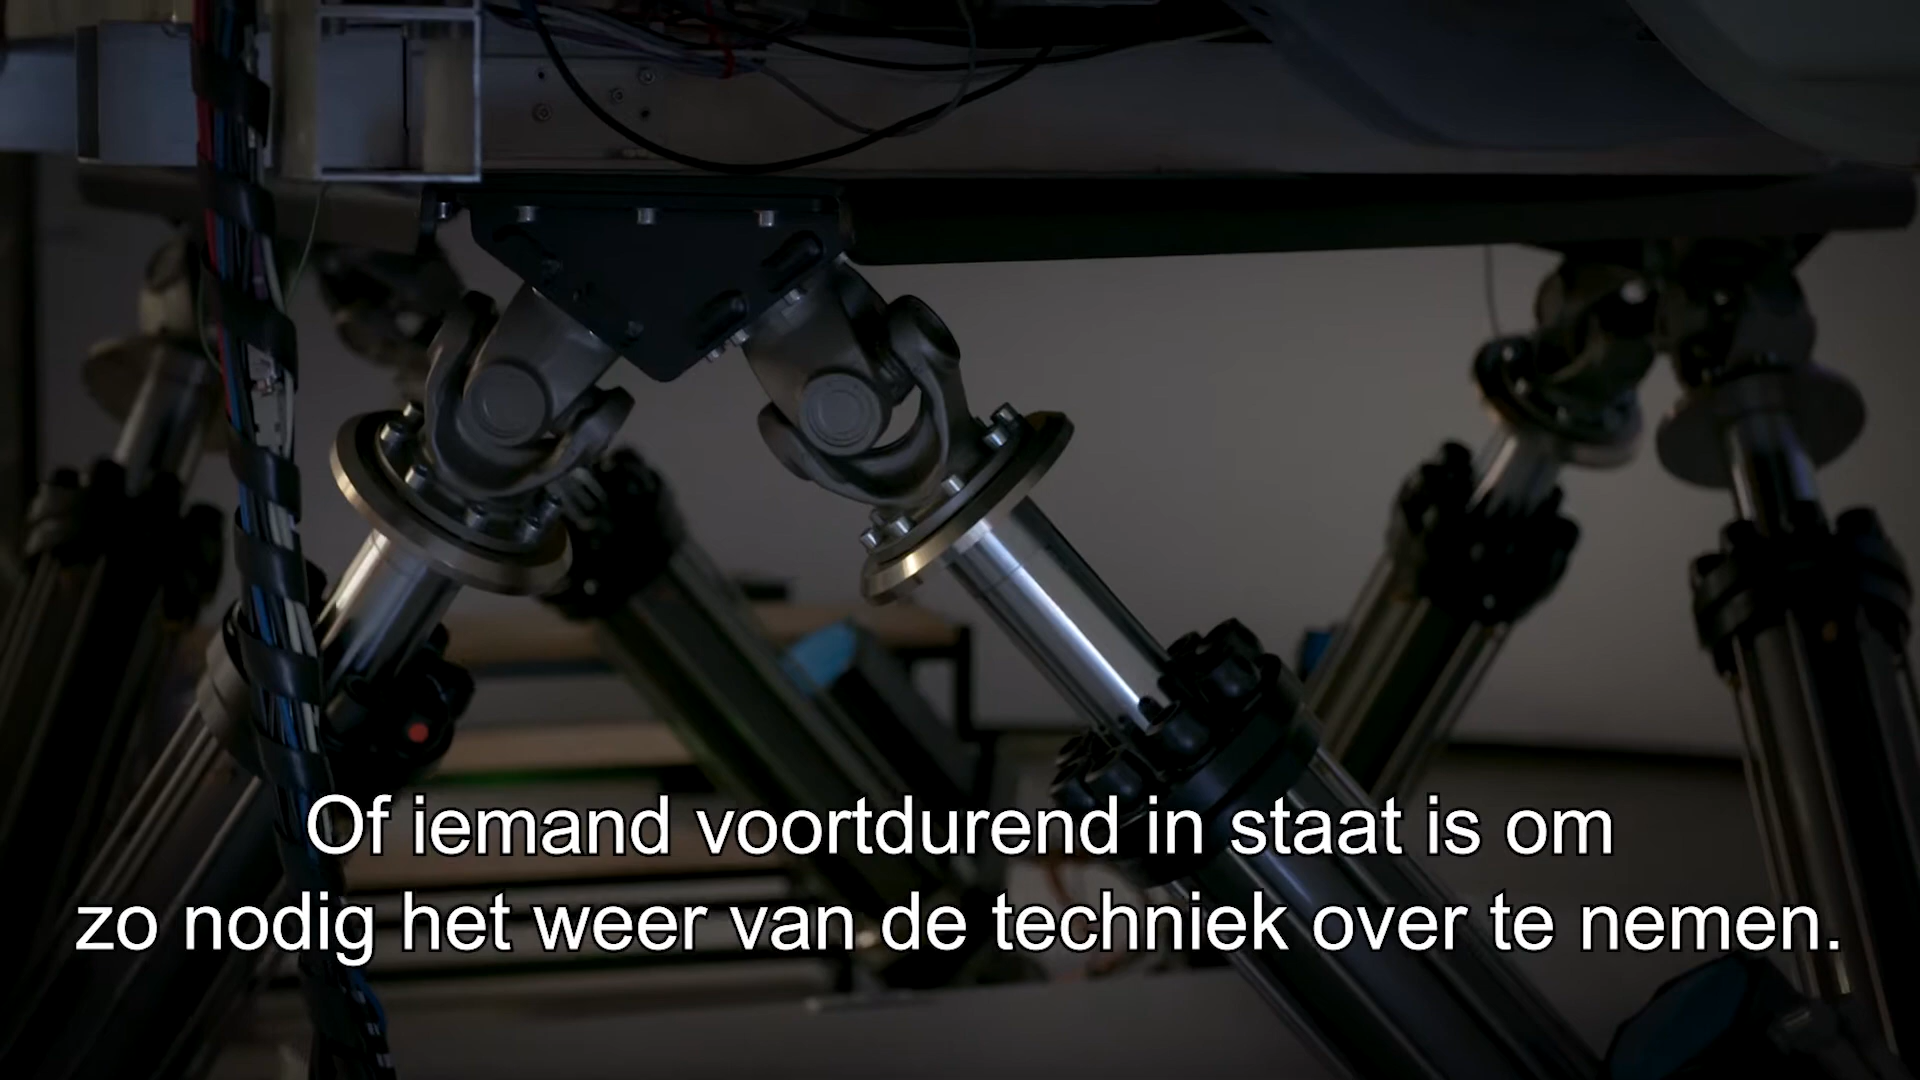 Of iemand voortdurend in staat is om
zo nodig het weer van de techniek over te nemen.